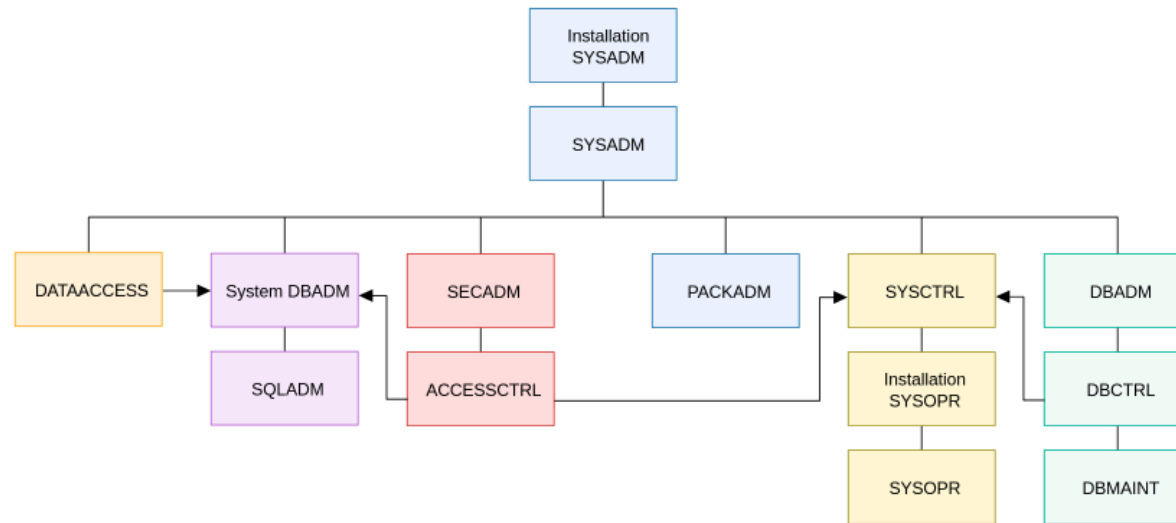 Installation
SYSADM
SYSADM
DATAACCESS
System DBADM
SECADM
PACKADM
SYSCTRL
DBADM
SQLADM
ACCESSCTRL
Installation
SYSOPR
DBCTRL
SYSOPR
DBMAINT